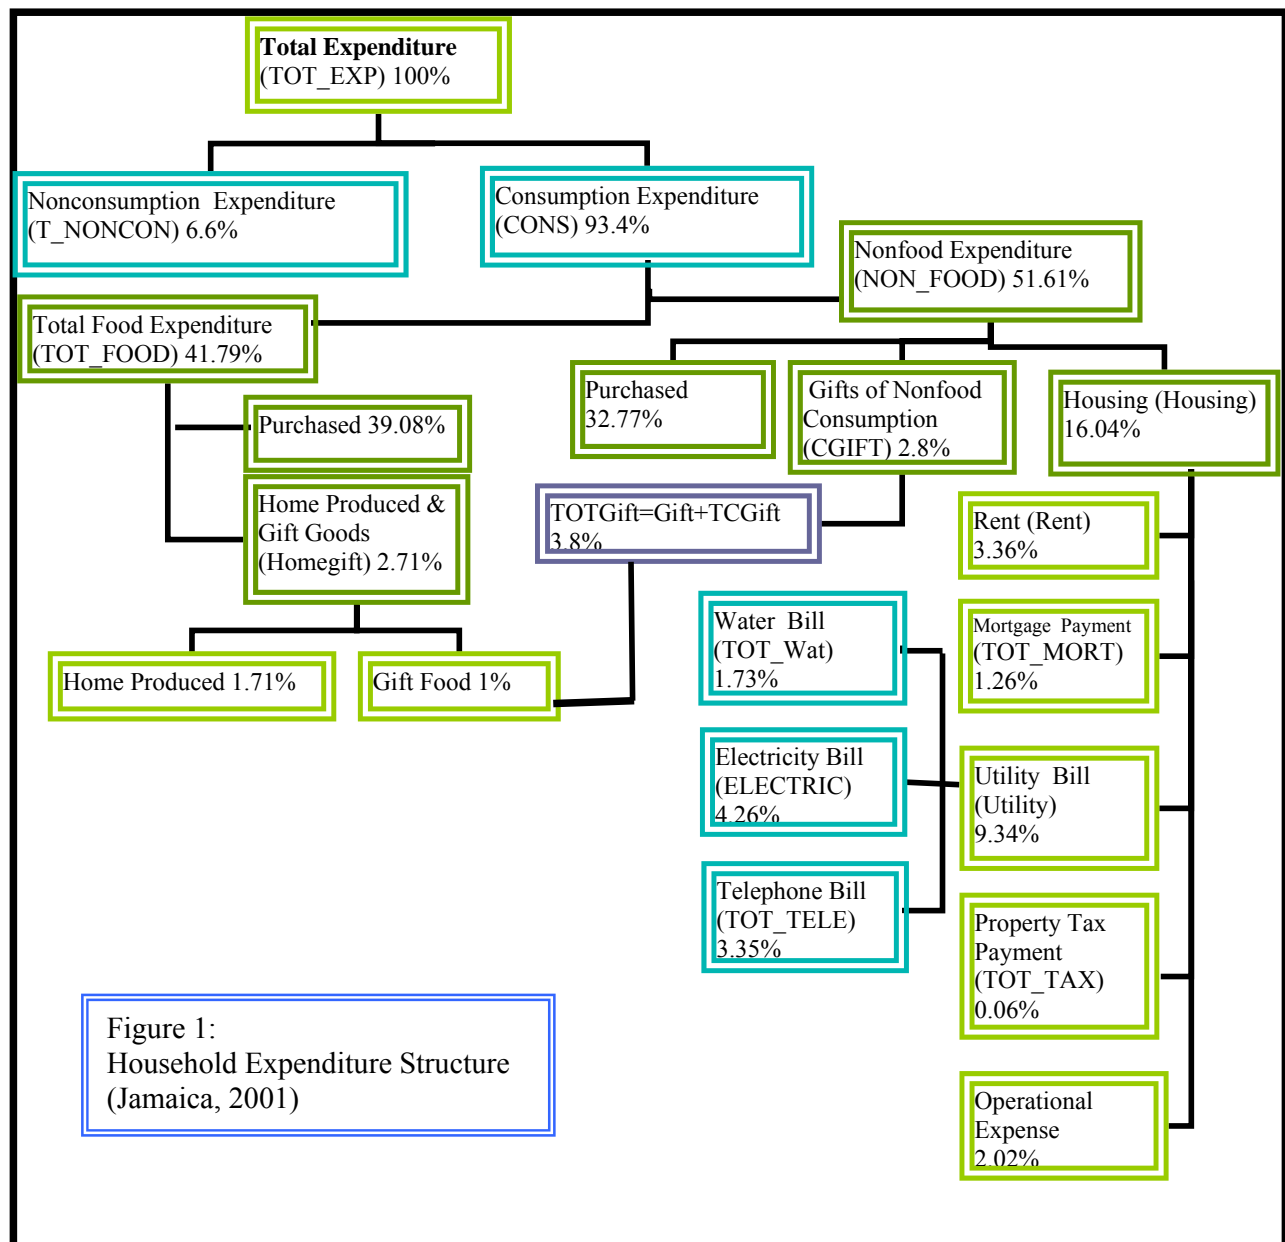 Total Expenditure
(TOT_EXP) 100%
Nonconsumption Expenditure
(T_NONCON) 6.6%
Consumption Expenditure
(CONS) 93.4%
Nonfood Expenditure
(NON_FOOD) 51.61%
Total Food Expenditure
(TOT_FOOD) 41.79%
Purchased
32.77%
Gifts of Nonfood
Consumption
(CGIFT) 2.8%
Housing (Housing)
16.04%
Purchased 39.08%
Home Produced &
Gift Goods
(Homegift) 2.71%
TOTGift=Gift+TCGift
3.8%
Rent (Rent)
3.36%
Home Produced 1.71%
Gift Food 1%
Water Bill
(TOT_Wat)
1.73%
Mortgage Payment
(TOT_MORT)
1.26%
Electricity Bill
(ELECTRIC)
4.26%
Utility Bill
(Utility)
9.34%
Telephone Bill
(TOT_TELE)
3.35%
Property Tax
Payment
(TOT_TAX)
0.06%
Operational
Expense
2.02%
Figure 1:
Household Expenditure Structure
(Jamaica, 2001)